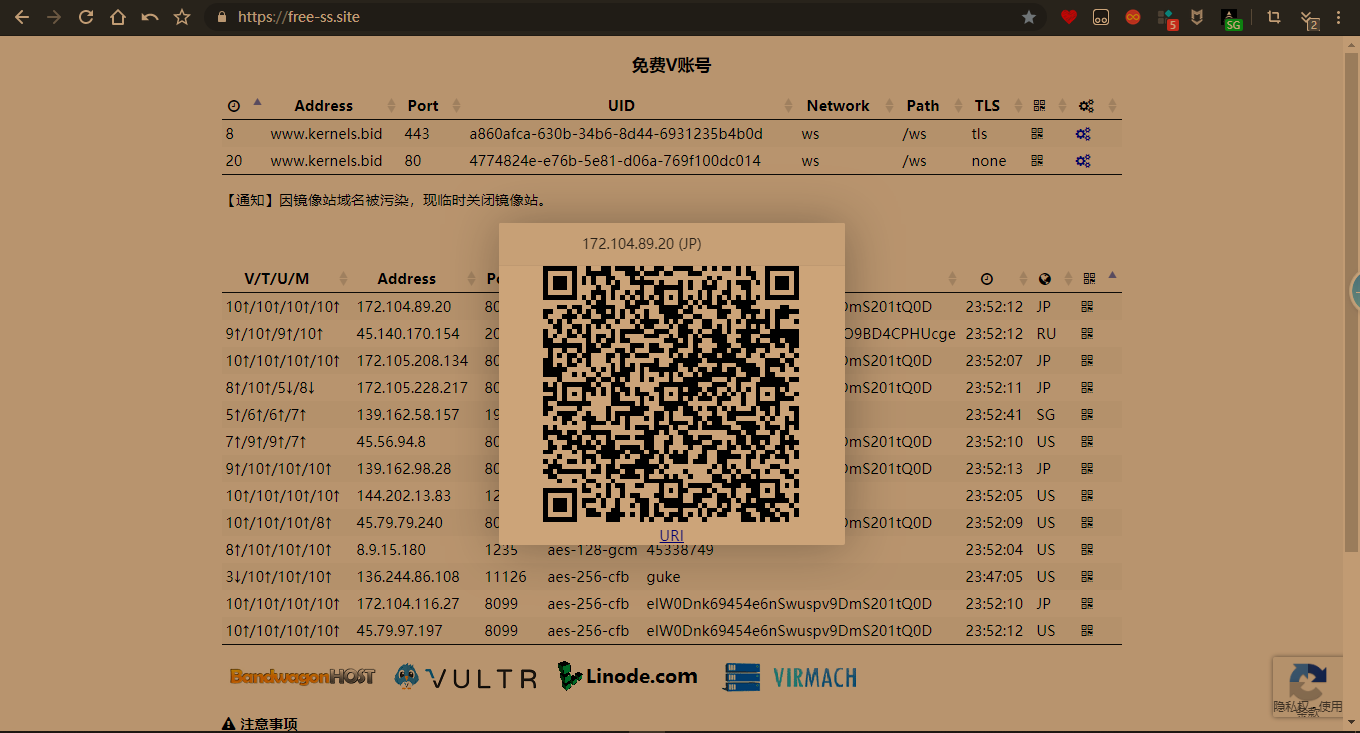 https://free-ss.site
5
SG
2
免费V账号
Address Port UID Network Path TLS
8 www.kernels.bid 443 a860afca-630b-34b6-8d44-6931235b4b0d ws /ws tls
20 www.kernels.bid 80 4774824e-e76b-5e81-d06a-769f100dc014 ws /ws none
【通知】因镜像站域名被污染，现临时关闭镜像站。
172.104.89.20 (JP)
URI
V/T/U/M Address
10↑/10↑/10↑/10↑ 172.104.89.20 80 DmS201tQ0D 23:52:12 JP
9↑/10↑/9↑/10↑ 45.140.170.154 20 O9BD4CPHUcge 23:52:12 RU
10↑/10↑/10↑/10↑ 172.105.208.134 80 DmS201tQ0D 23:52:07 JP
8↑/10↑/5↓/8↓ 172.105.228.217 80 DmS201tQ0D 23:52:11 JP
5↑/6↑/6↑/7↑ 139.162.58.157 19 23:52:41 SG
7↑/9↑/9↑/7↑ 45.56.94.8 80 DmS201tQ0D 23:52:10 US
9↑/10↑/10↑/10↑ 139.162.98.28 80 DmS201tQ0D 23:52:13 JP
10↑/10↑/10↑/10↑ 144.202.13.83 12 23:52:05 US
10↑/10↑/10↑/8↑ 45.79.79.240 80 DmS201tQ0D 23:52:09 US
8↑/10↑/10↑/10↑ 8.9.15.180 1235 aes-128-gcm 45338749 23:52:04 US
3↓/10↑/10↑/10↑ 136.244.86.108 11126 aes-256-cfb guke 23:47:05 US
10↑/10↑/10↑/10↑ 172.104.116.27 8099 aes-256-cfb eIW0Dnk69454e6nSwuspv9DmS201tQ0D 23:52:10 JP
10↑/10↑/10↑/10↑ 45.79.97.197 8099 aes-256-cfb eIW0Dnk69454e6nSwuspv9DmS201tQ0D 23:52:12 US
BandwagonHOST VULTR Linode.com VIRMACH
隐私权 - 使用
条款
注意事项